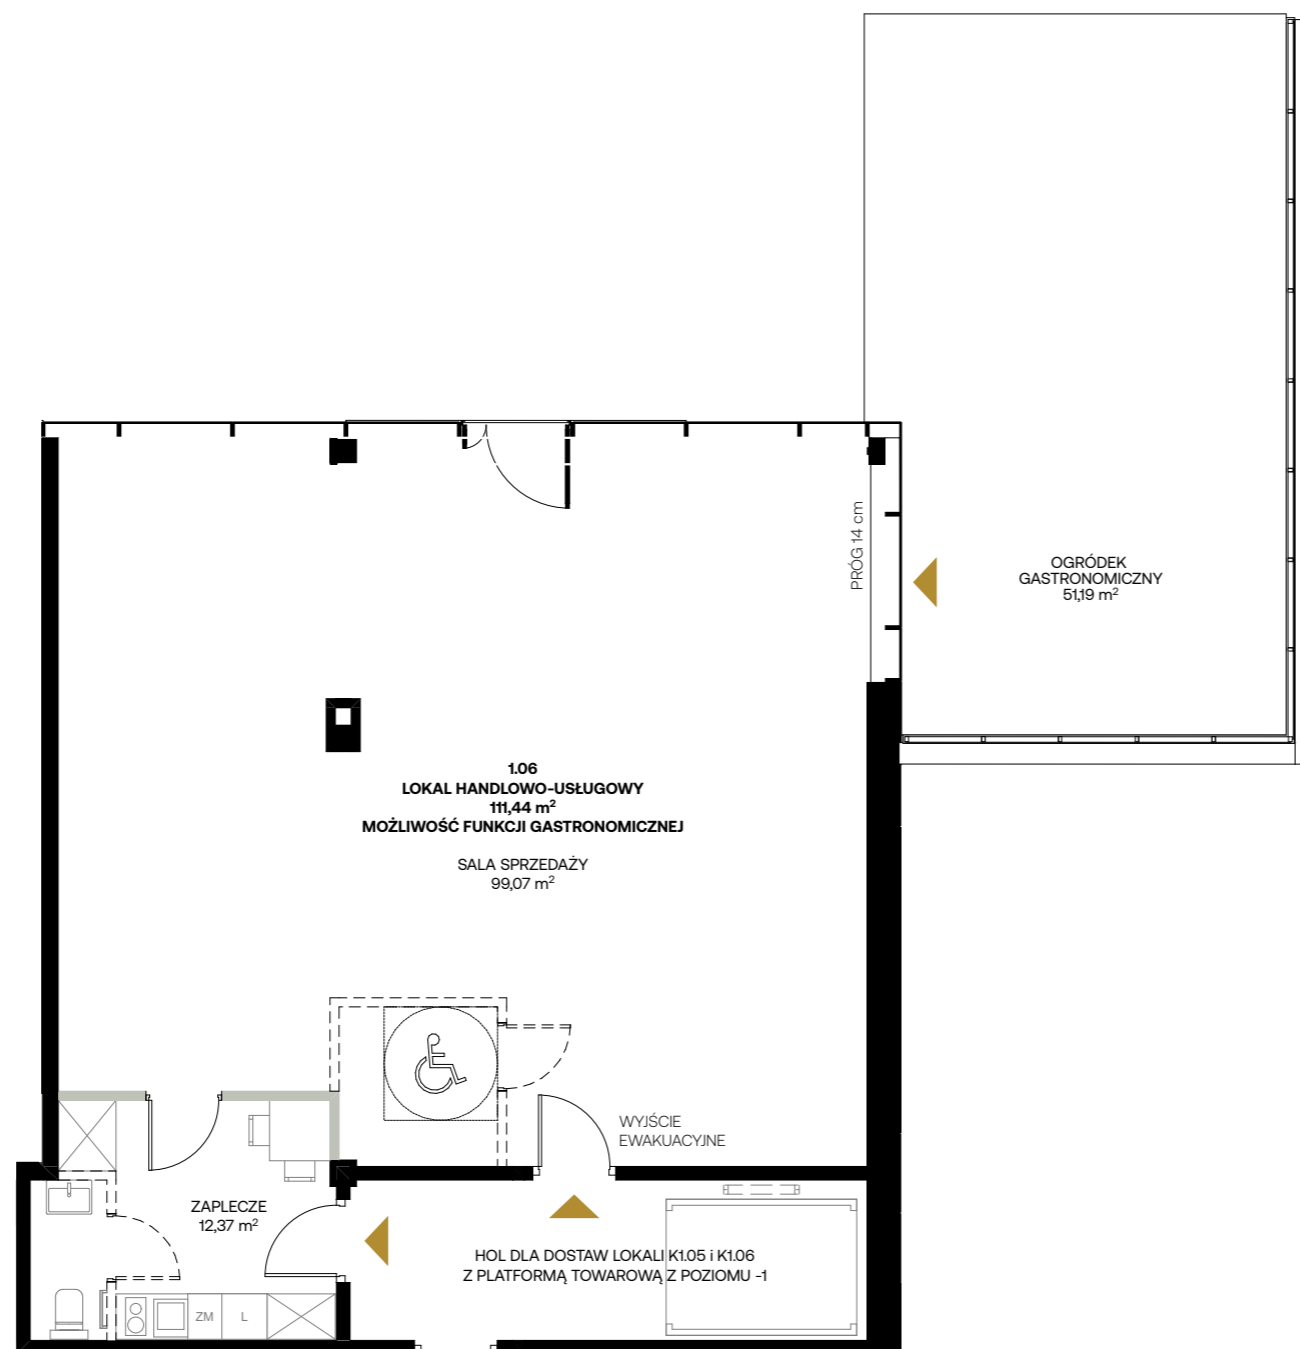 PRÓG 14 cm
OGRÓDEK
GASTRONOMICZNY
51,19 m²
1.06
LOKAL HANDLOWO-USŁUGOWY
111,44 m²
MOŻLIWOŚĆ FUNKCJI GASTRONOMICZNEJ
SALA SPRZEDAŻY
99,07 m²
WYJŚCIE
EWAKUACYJNE
ZAPLECZE
12,37 m²
HOL DLA DOSTAW LOKALI K1.05 i K1.06
Z PLATFORMĄ TOWAROWĄ Z POZIOMU -1
ZM
L